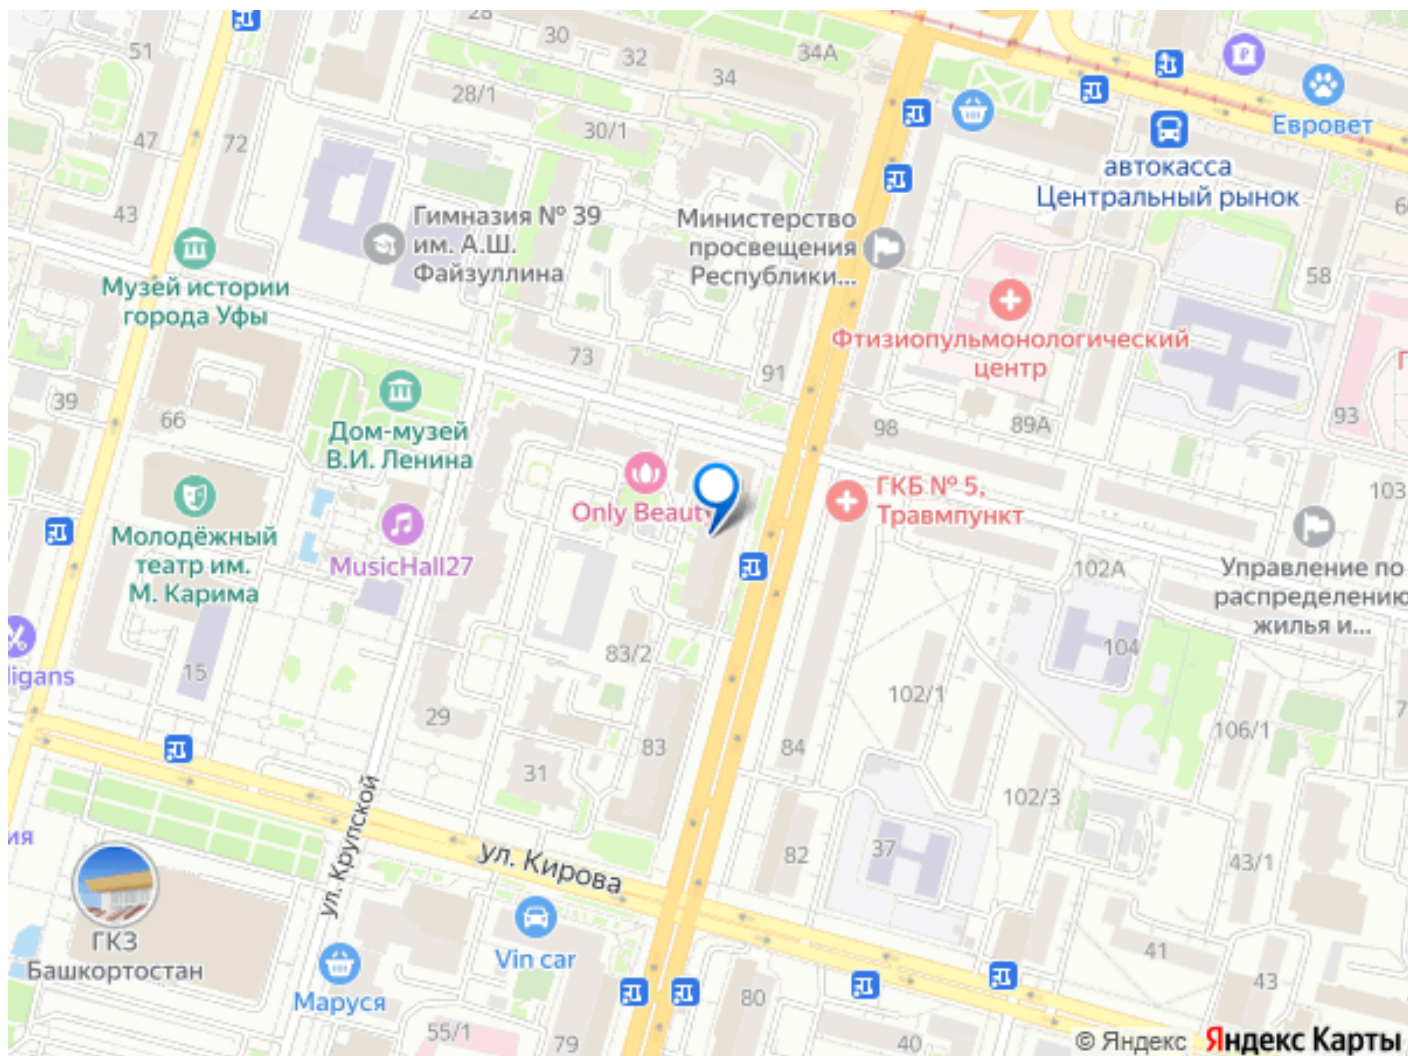 28
30
32
34
34А
51
28/1
30/1
47
72
43
Евровет
автокасса
Центральный рынок
Гимназия № 39
им. А.Ш.
Файзуллина
Министерство
просвещения
Республики...
58
Музей истории
города Уфы
Фтизиопульмонологический
центр
73
91
39
66
98
89А
93
Дом-музей
В.И. Ленина
Only Beauty
ГКБ № 5,
Травмпункт
103
Молодёжный
театр им.
М. Карима
MusicHall27
102А
Управление по
распределению
жилья и...
83/2
104
15
ligans
102/1
29
106/1
83
84
31
102/3
ул. Крупской
ия
ул. Кирова
82
37
43/1
ГКЗ
Башкортостан
Vin car
41
Маруся
80
43
55/1
79
40
© Яндекс Яндекс Карты